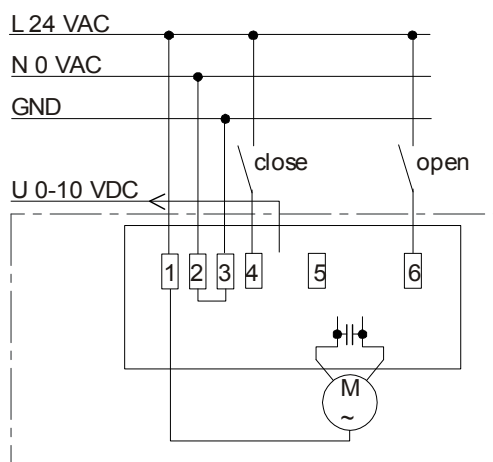 L 24 VAC
N 0 VAC
GND
close
open
U 0-10 VDC
1 2 3 4 5 6
M
~